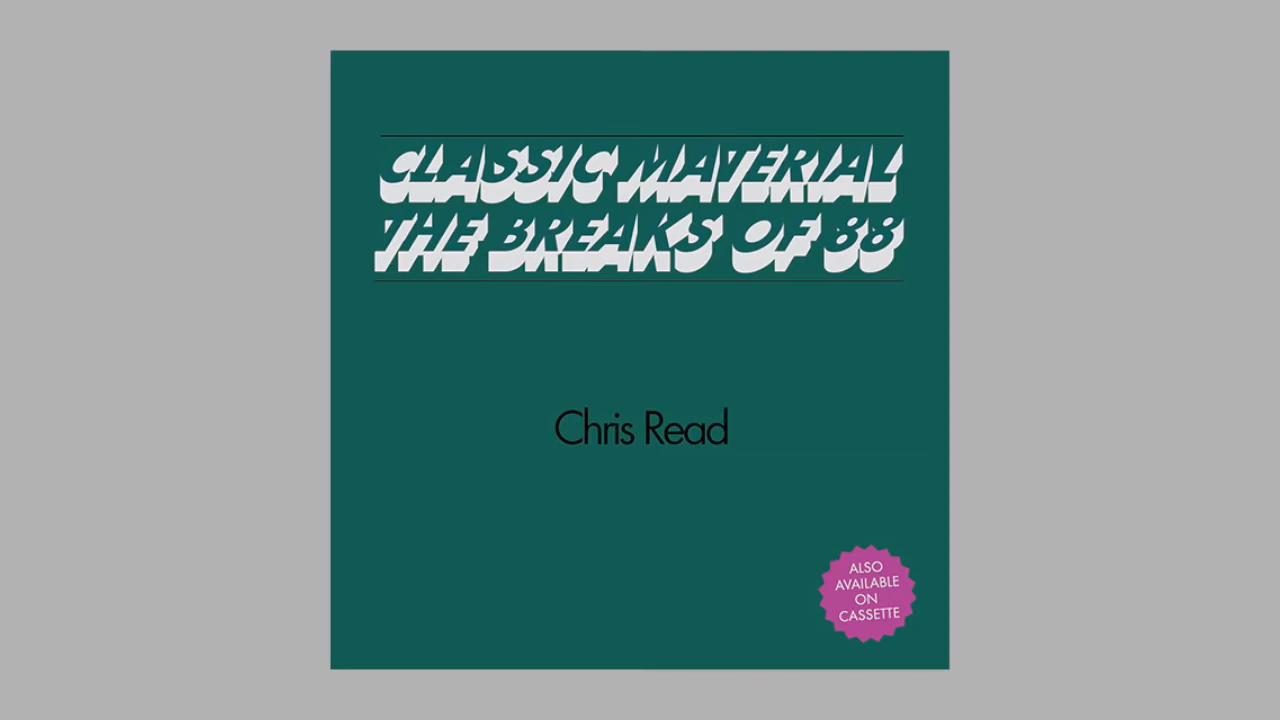 CLASSIC MATERIAL
THE BREAKS OF 88
Chris Read
ALSO
AVAILABLE
ON
CASSETTE